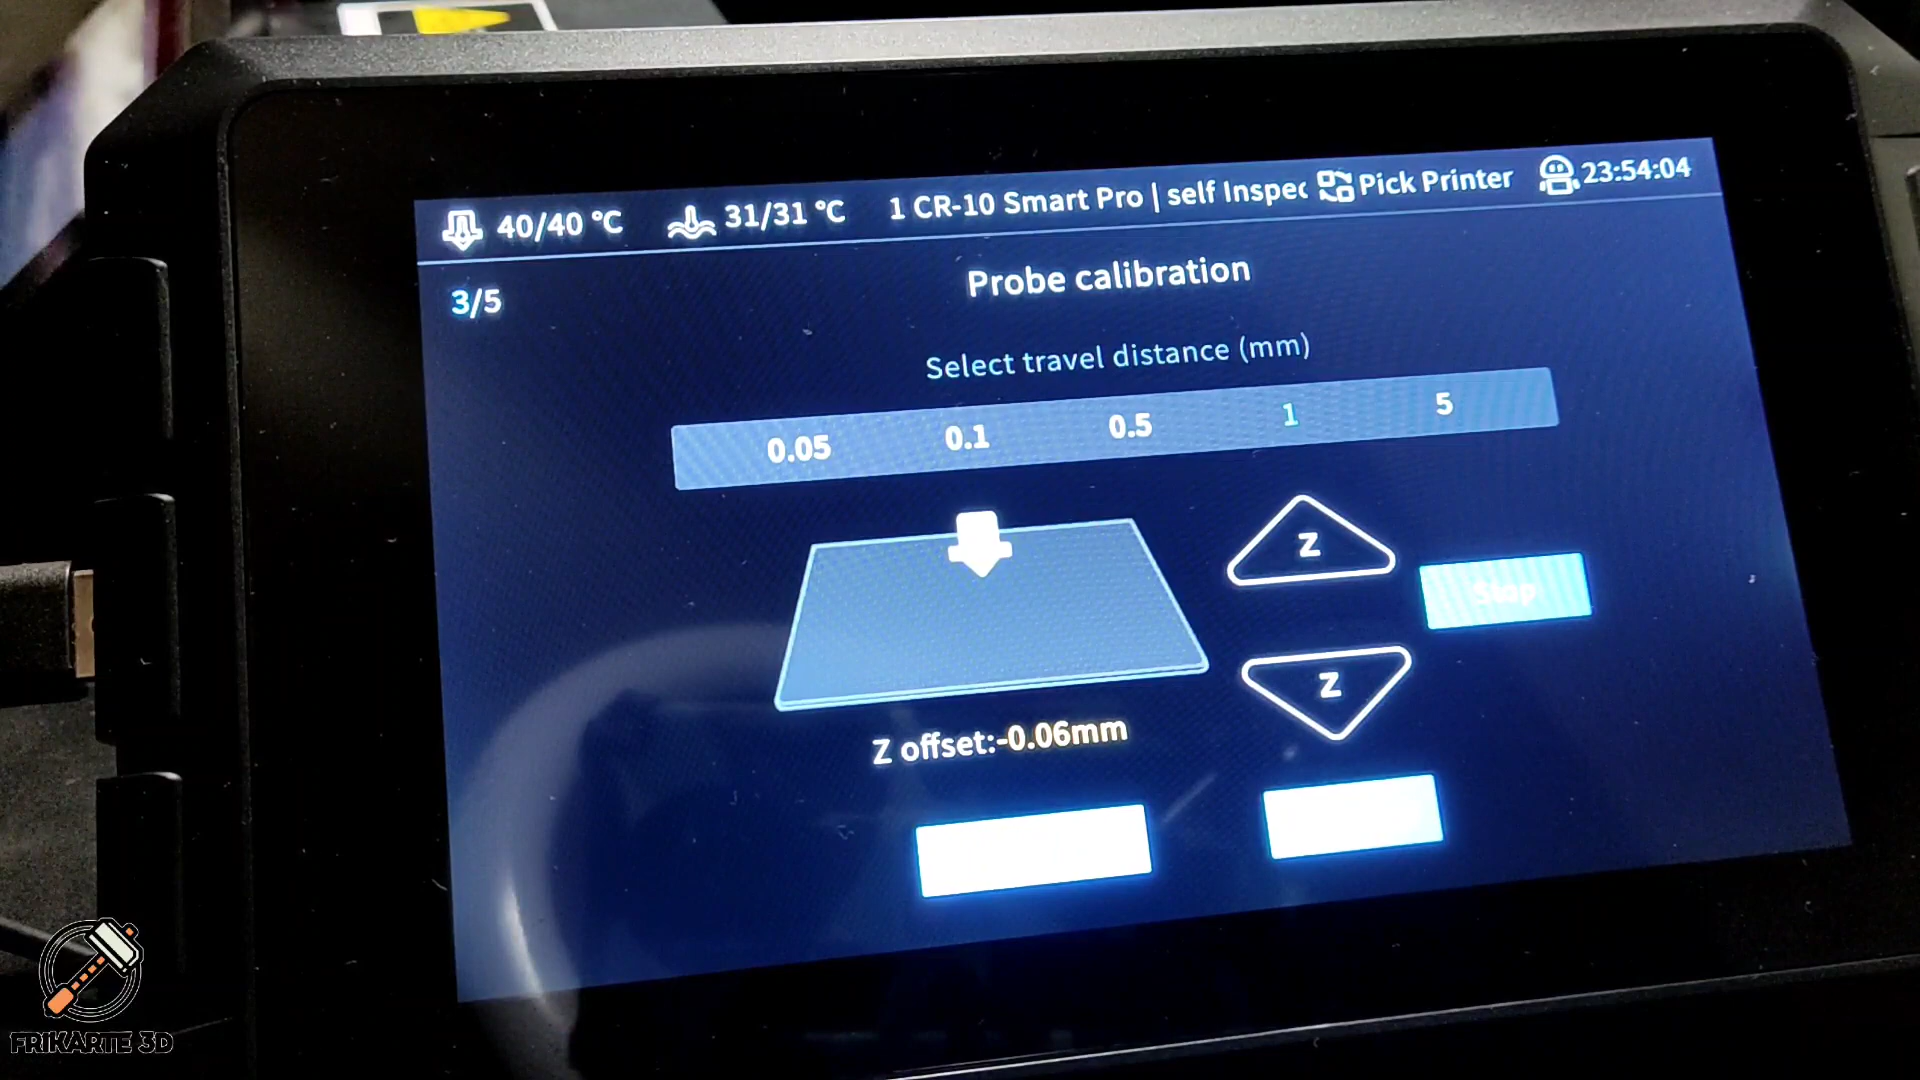 40/40 °C 31/31 °C 1 CR-10 Smart Pro | self Inspec Pick Printer 23:54:04
3/5
Probe calibration
Select travel distance (mm)
0.05 0.1 0.5 1 5
Z
Stop
Z
Z offset:-0.06mm
FRIKARTE 3D